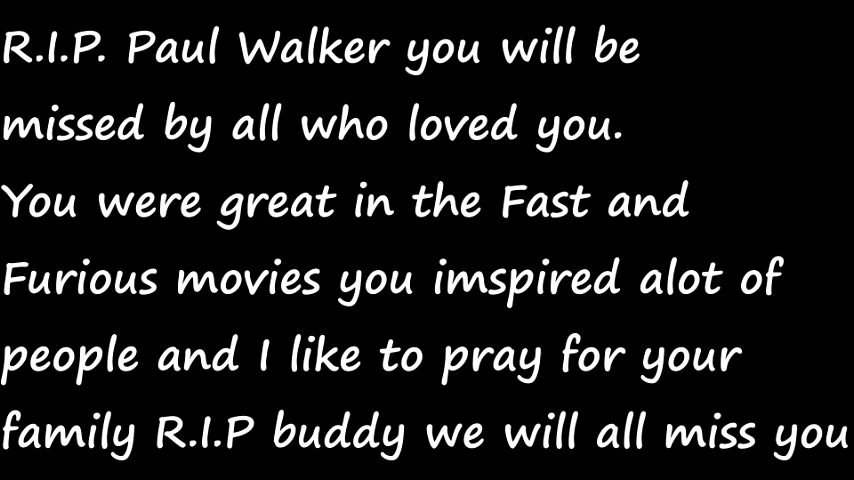 R.I.P. Paul Walker you will be
missed by all who loved you.
You were great in the Fast and
Furious movies you imspired alot of
people and I like to pray for your
family R.I.P buddy we will all miss you